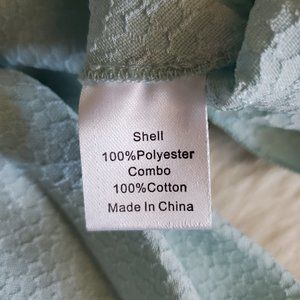 Shell
100%Polyester
Combo
100%Cotton
Made In China